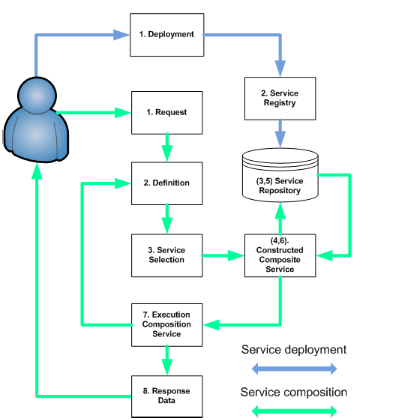 1. Deployment
2. Service
Registry
1. Request
2. Definition
(3,5) Service
Repository
3. Service
Selection
(4,6).
Constructed
Composite
Service
7. Execution
Composition
Service
8. Response
Data
Service deployment
Service composition